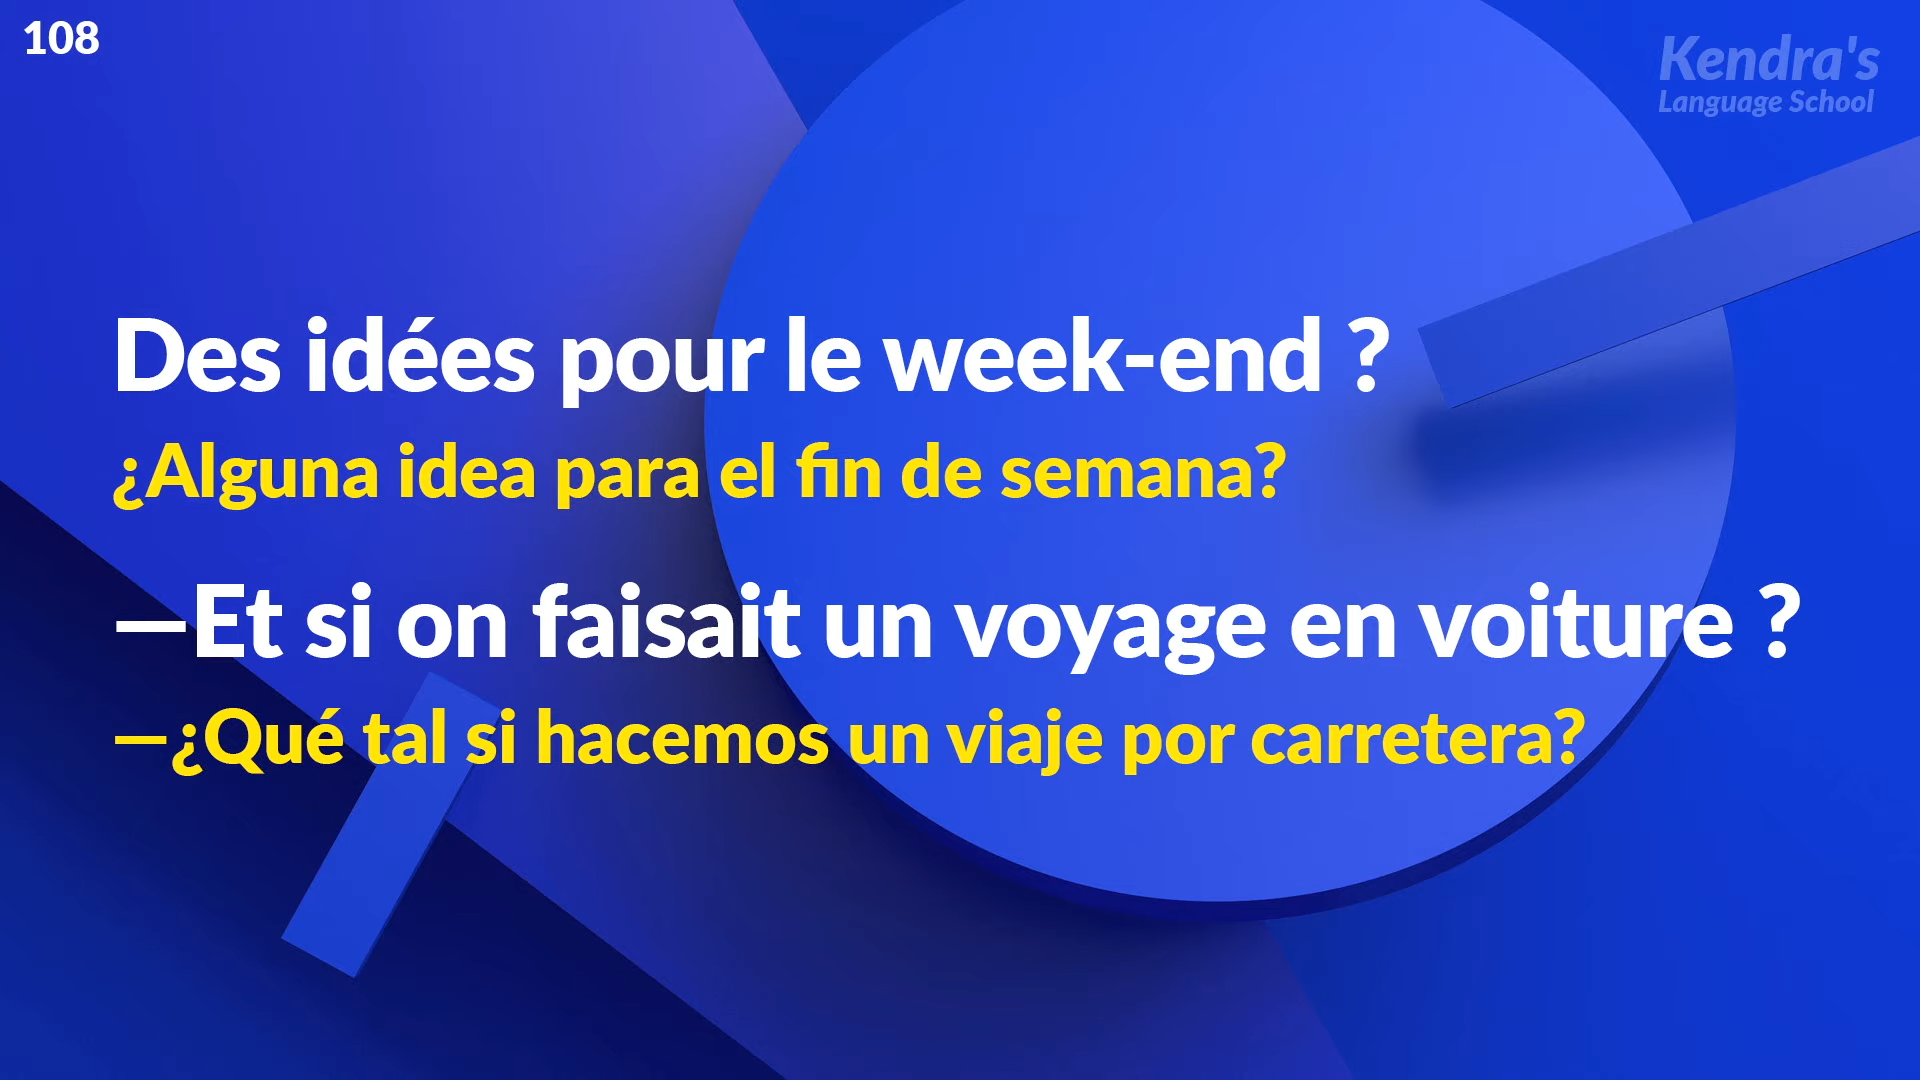 108
Kendra's
Language School
Des idées pour le week-end ?
¿Alguna idea para el fin de semana?
—Et si on faisait un voyage en voiture ?
—¿Qué tal si hacemos un viaje por carretera?